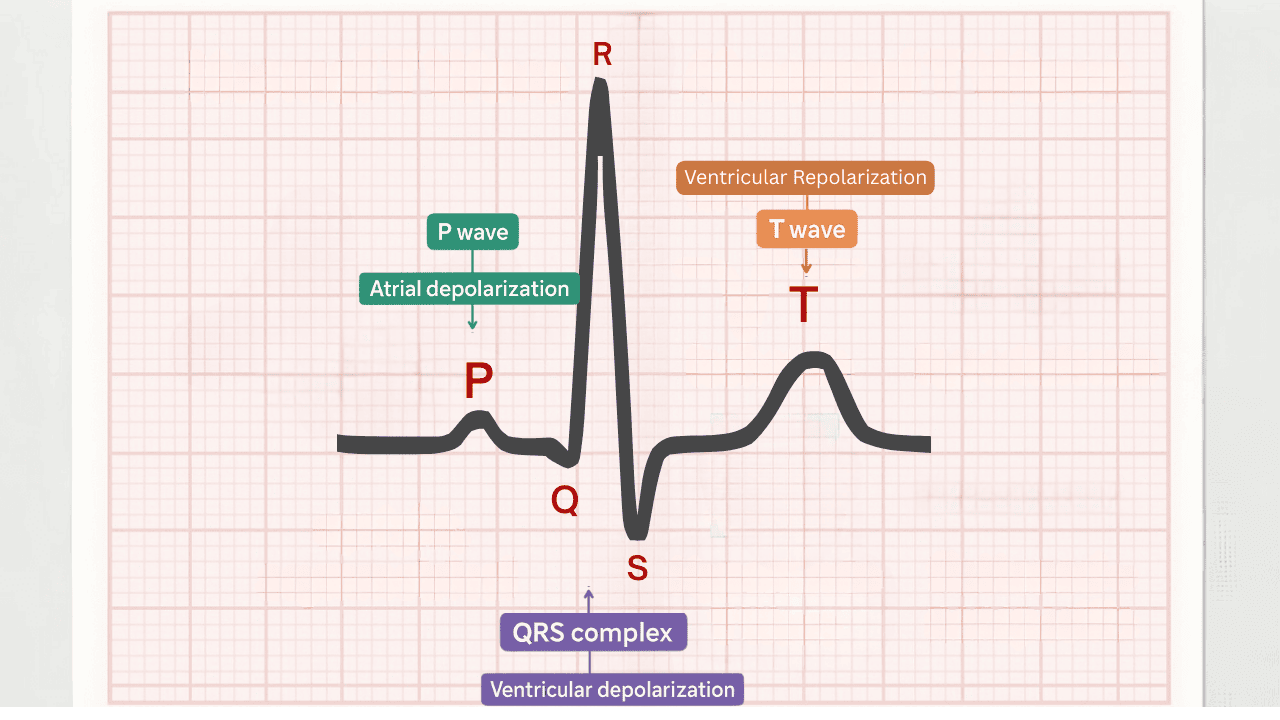 R
Ventricular Repolarization
P wave
T wave
Atrial depolarization
T
P
Q
S
QRS complex
Ventricular depolarization